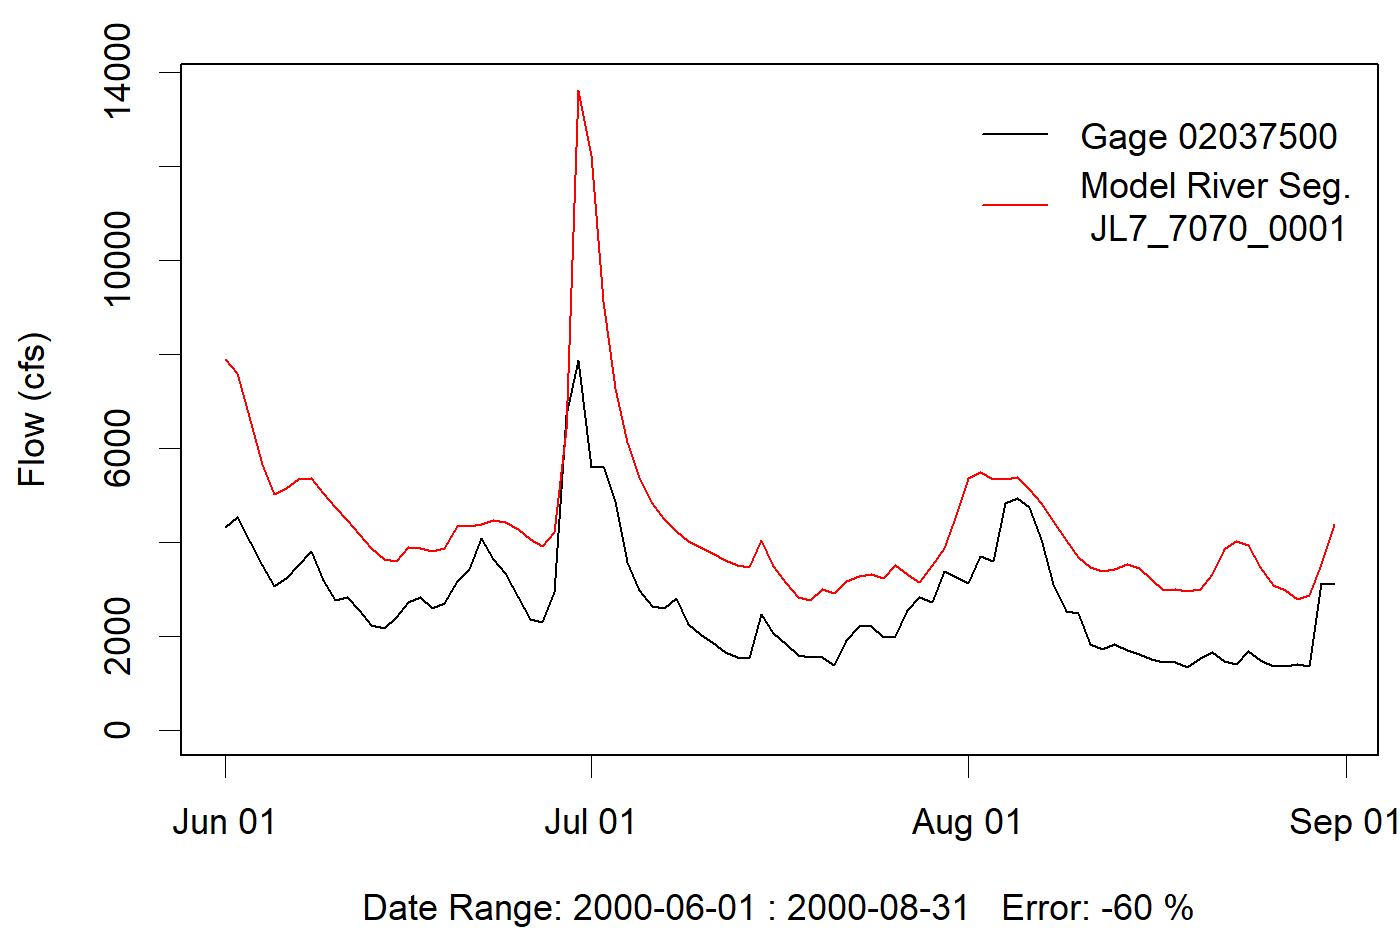 14000
10000
6000
2000
0
Flow (cfs)
Gage 02037500
Model River Seg.
JL7_7070_0001
Jun 01
Jul 01
Aug 01
Sep 01
Date Range: 2000-06-01 : 2000-08-31 Error: -60 %